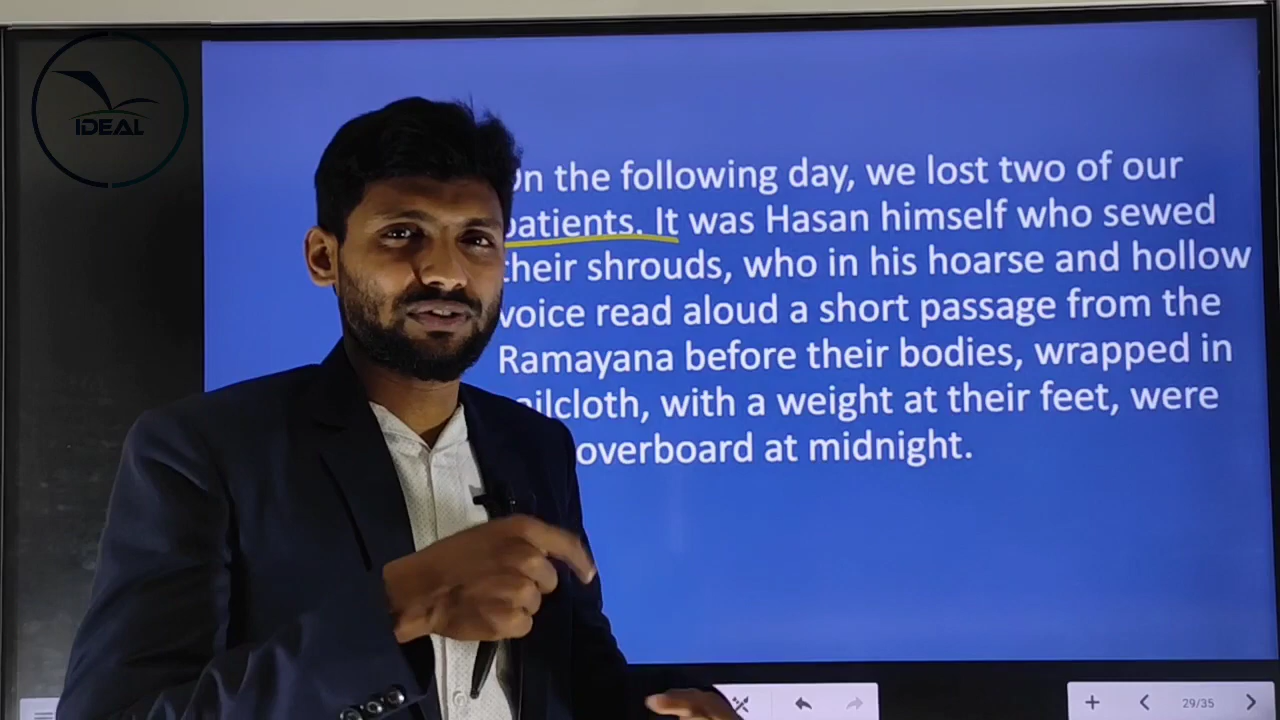 IDEAL
On the following day, we lost two of our
patients. It was Hasan himself who sewed
their shrouds, who in his hoarse and hollow
voice read aloud a short passage from the
Ramayana before their bodies, wrapped in
with a weight at their feet, were
overboard at midnight.
29/35